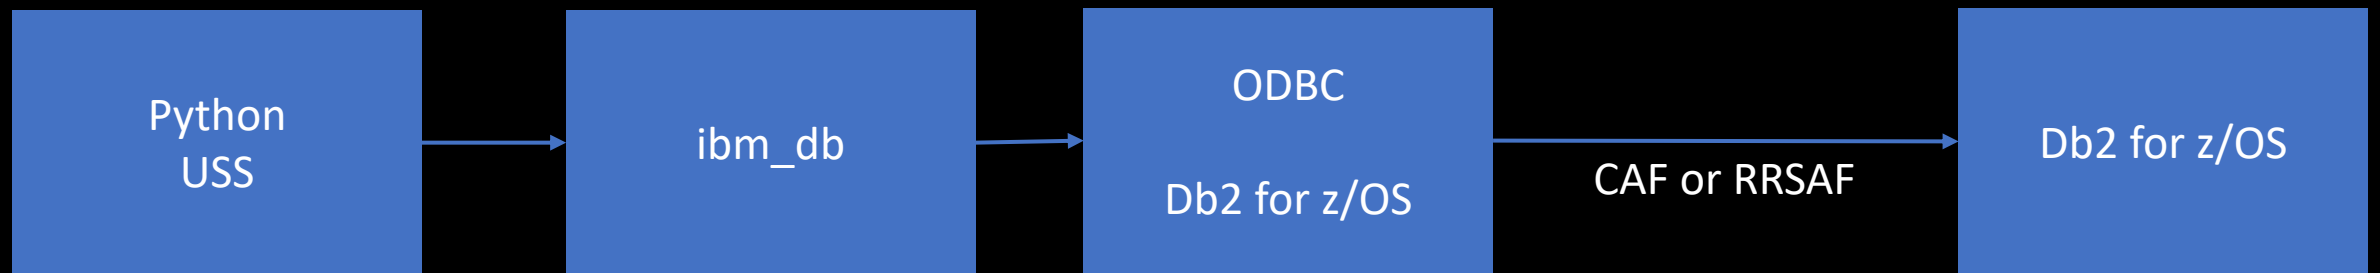 Python
USS
ibm_db
ODBC
Db2 for z/OS
CAF or RRSAF
Db2 for z/OS